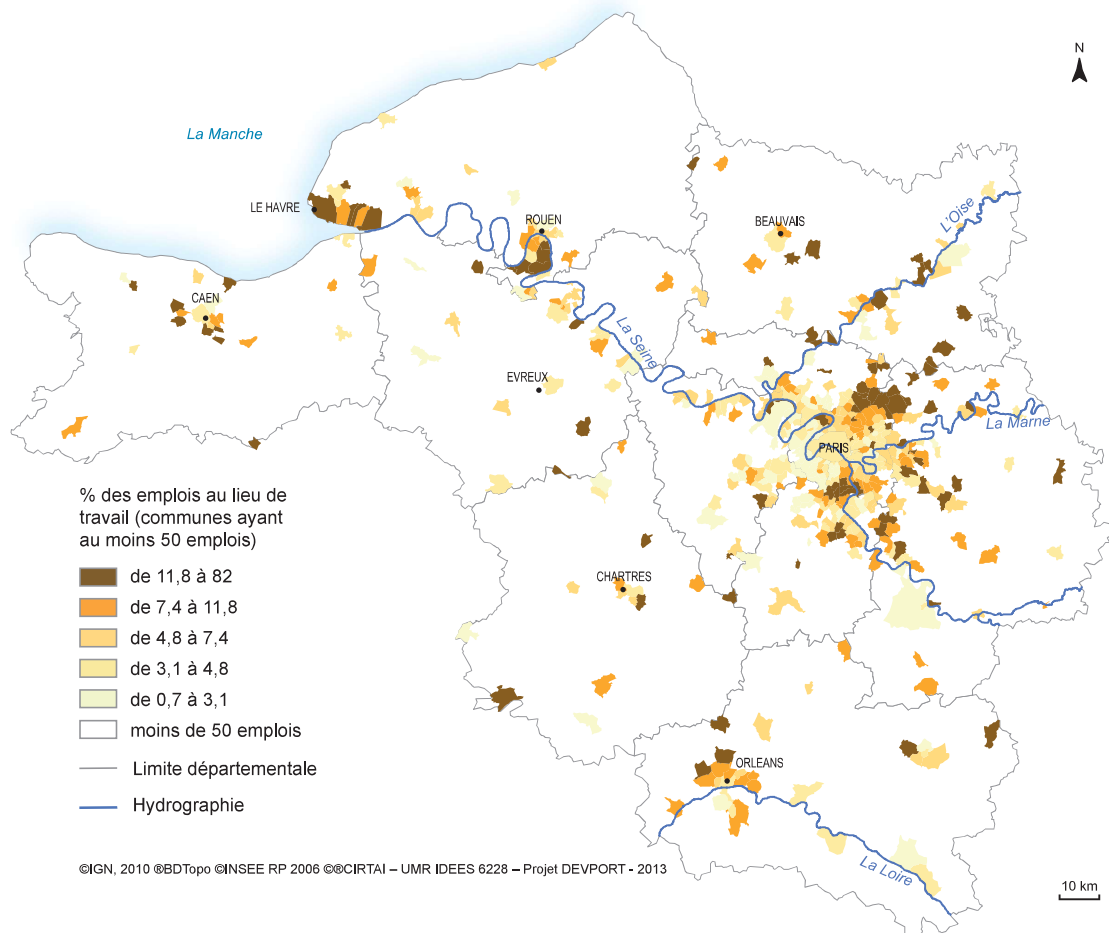 N
La Manche
LE HAVRE
ROUEN
BEAUVAIS
L'Oise
CAEN
La Seine
EVREUX
La Marne
PARIS
% des emplois au lieu de
travail (communes ayant
au moins 50 emplois)
de 11,8 à 82
de 7,4 à 11,8
de 4,8 à 7,4
de 3,1 à 4,8
de 0,7 à 3,1
moins de 50 emplois
Limite départementale
Hydrographie
CHARTRES
ORLEANS
La Loire
©IGN, 2010 ®BDTopo ©INSEE RP 2006 ©®CIRTAI – UMR IDEES 6228 – Projet DEVPORT - 2013
10 km